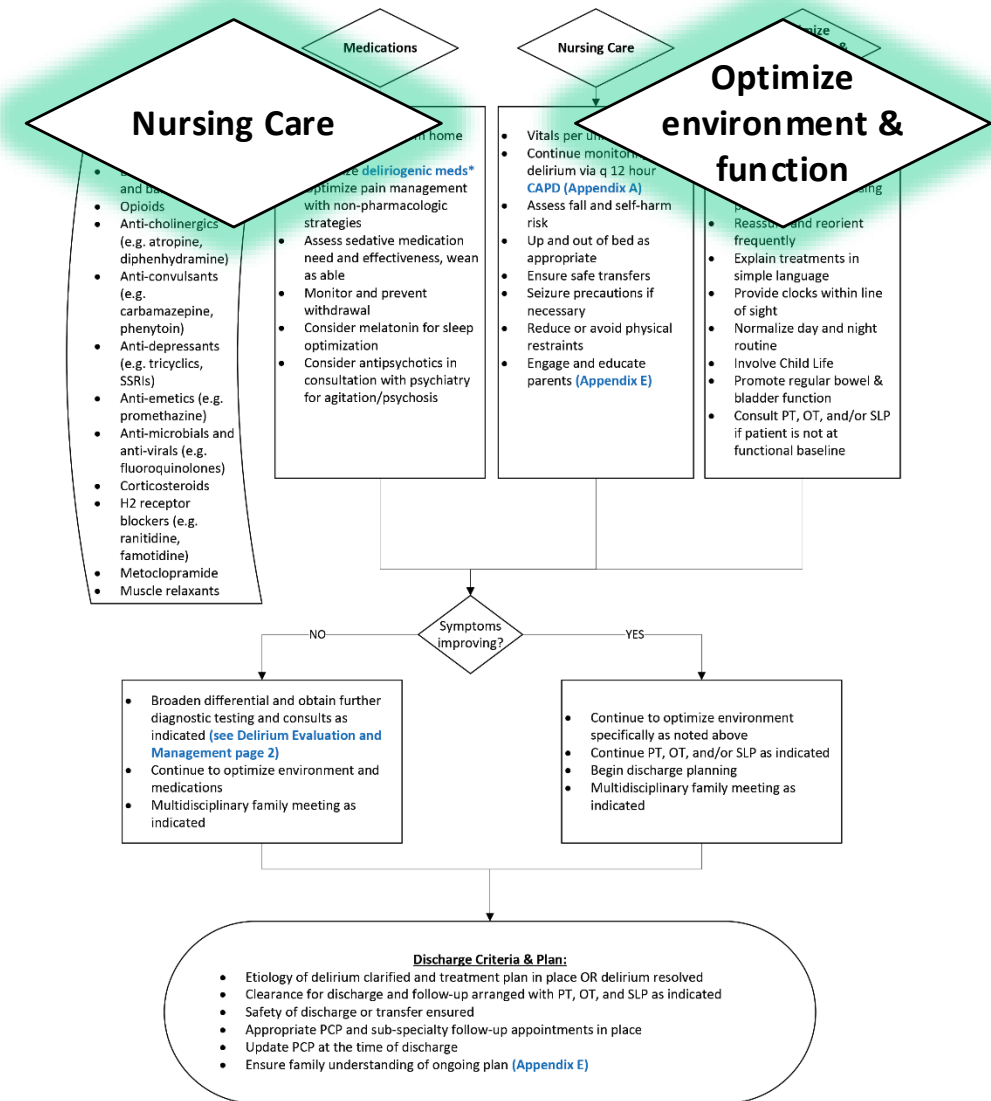 Nursing Care
Optimize
environment &
function
Medications
Nursing Care
&
• Opioids
• Anti-cholinergics
(e.g. atropine,
diphenhydramine)
• Anti-convulsants
(e.g.
carbamazepine,
phenytoin)
• Anti-depressants
(e.g. tricyclics,
SSRIs)
• Anti-emetics (e.g.
promethazine)
• Anti-microbials and
anti-virals (e.g.
fluoroquinolones)
• Corticosteroids
• H2 receptor
blockers (e.g.
ranitidine,
famotidine)
• Metoclopramide
• Muscle relaxants
home
deliriogenic meds*
optimize pain management
with non-pharmacologic
strategies
• Assess sedative medication
need and effectiveness, wean
as able
• Monitor and prevent
withdrawal
• Consider melatonin for sleep
optimization
• Consider antipsychotics in
consultation with psychiatry
for agitation/psychosis
• Vitals per
• Continue
delirium via q 12 hour
CAPD (Appendix A)
• Assess fall and self-harm
risk
• Up and out of bed as
appropriate
• Ensure safe transfers
• Seizure precautions if
necessary
• Reduce or avoid physical
restraints
• Engage and educate
parents (Appendix E)
and reorient
frequently
• Explain treatments in
simple language
• Provide clocks within line
of sight
• Normalize day and night
routine
• Involve Child Life
• Promote regular bowel &
bladder function
• Consult PT, OT, and/or SLP
if patient is not at
functional baseline
Symptoms
improving?
NO
YES
• Broaden differential and obtain further
diagnostic testing and consults as
indicated (see Delirium Evaluation and
Management page 2)
• Continue to optimize environment and
medications
• Multidisciplinary family meeting as
indicated
• Continue to optimize environment
specifically as noted above
• Continue PT, OT, and/or SLP as indicated
• Begin discharge planning
• Multidisciplinary family meeting as
indicated
Discharge Criteria & Plan:
• Etiology of delirium clarified and treatment plan in place OR delirium resolved
• Clearance for discharge and follow-up arranged with PT, OT, and SLP as indicated
• Safety of discharge or transfer ensured
• Appropriate PCP and sub-specialty follow-up appointments in place
• Update PCP at the time of discharge
• Ensure family understanding of ongoing plan (Appendix E)